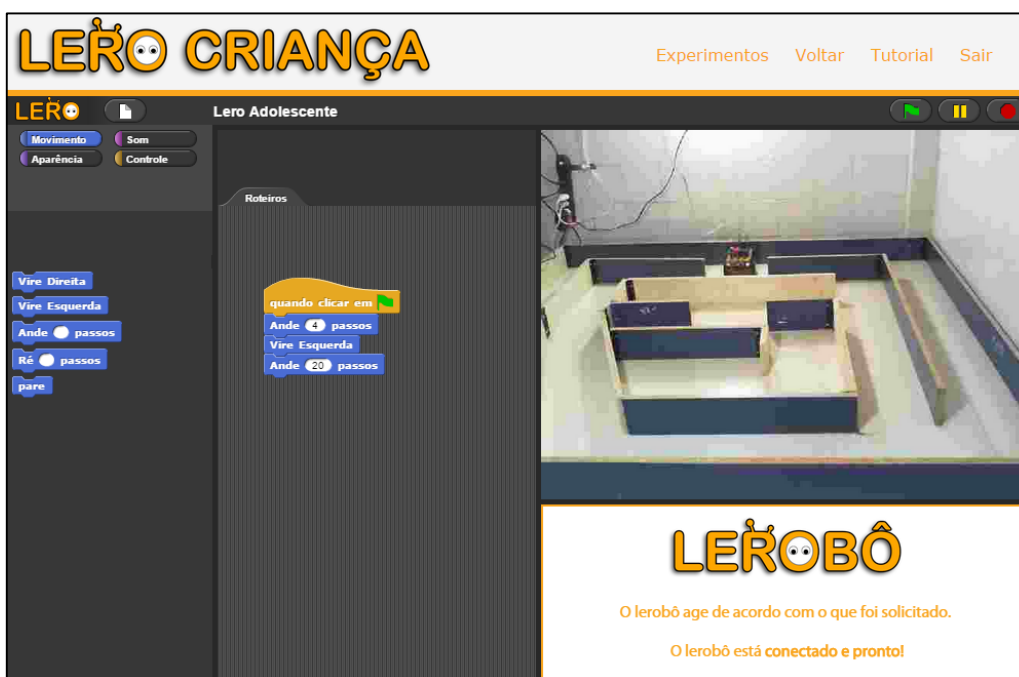 LERO CRIANÇA
Experimentos Voltar Tutorial Sair
LERO
Lero Adolescente
Movimento Som
Aparência Controle
Roteiros
Vire Direita
Vire Esquerda
Ande passos
Ré passos
pare
quando clicar em
Ande 4 passos
Vire Esquerda
Ande 20 passos
LEROBÔ
O lerobô age de acordo com o que foi solicitado.
O lerobô está conectado e pronto!